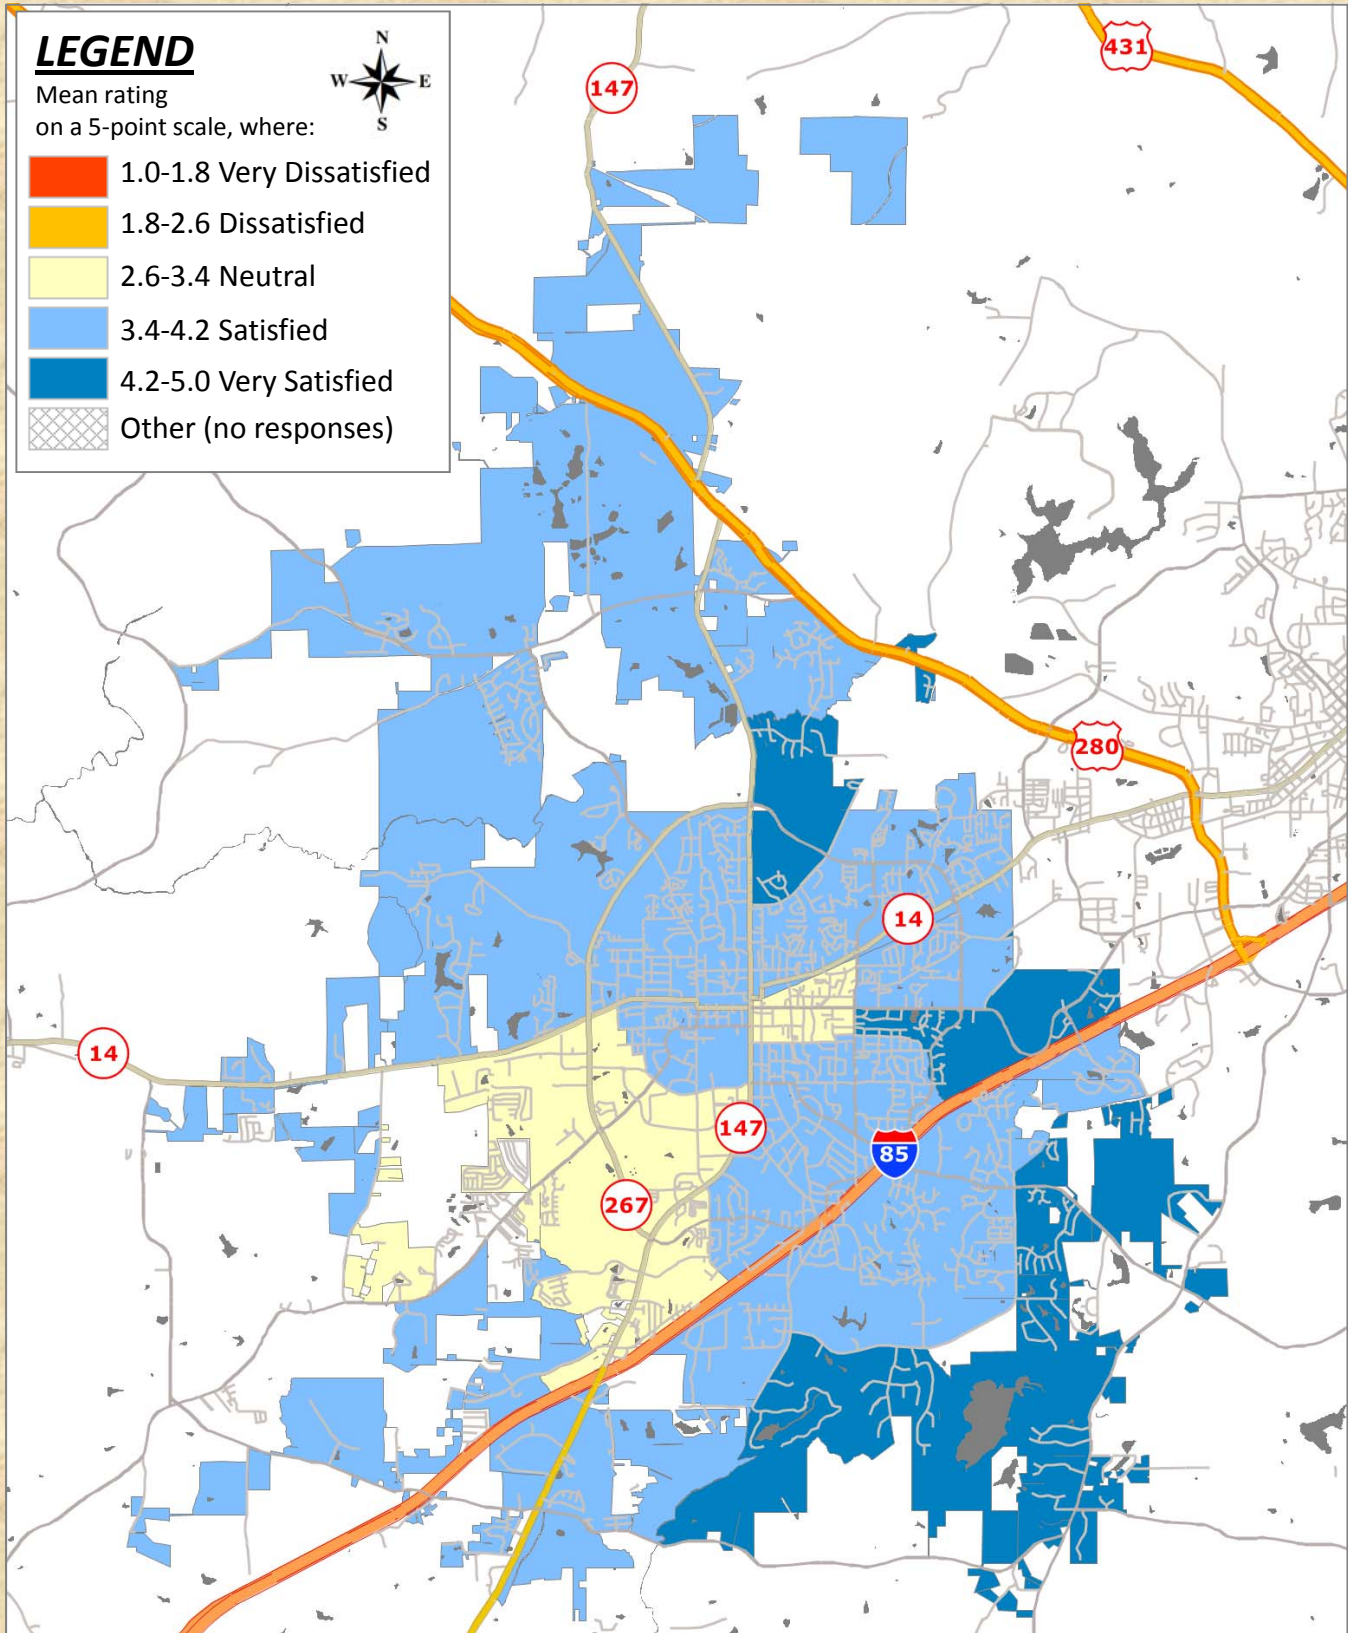 LEGEND
N
W E
S
Mean rating
on a 5-point scale, where:
1.0-1.8 Very Dissatisfied
1.8-2.6 Dissatisfied
2.6-3.4 Neutral
3.4-4.2 Satisfied
4.2-5.0 Very Satisfied
Other (no responses)
431
147
280
14
14
147
85
267